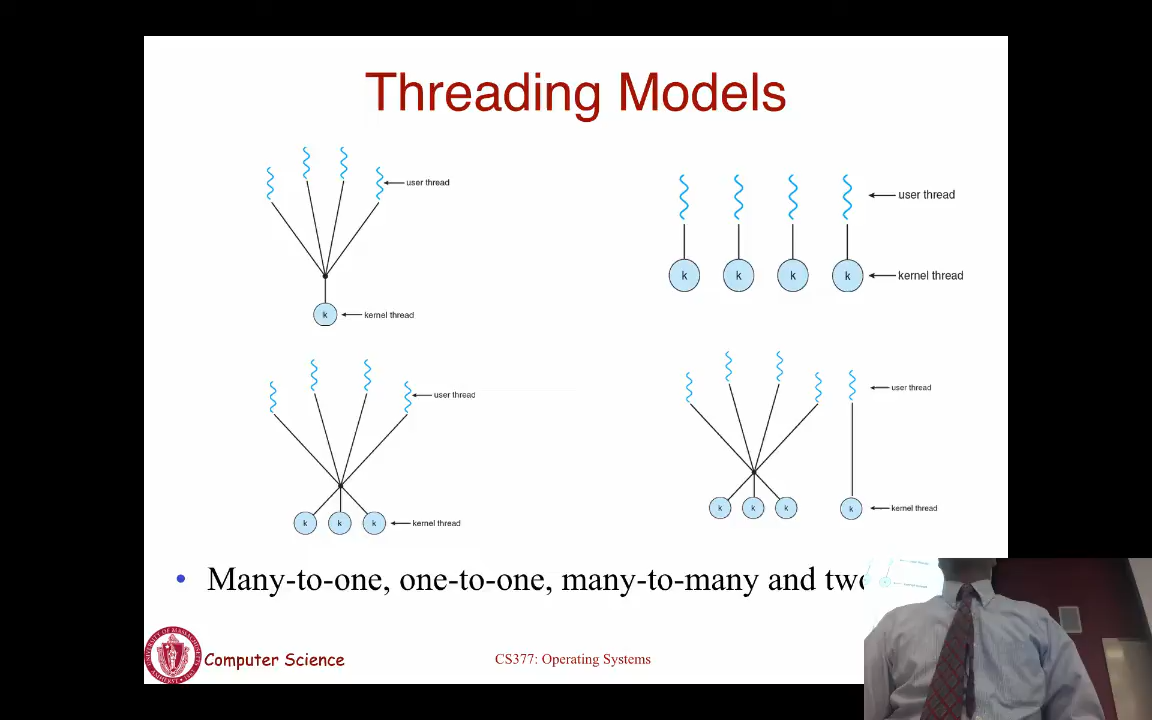 Threading Models
user thread
k
kernel thread
user thread
k k k k
kernel thread
user thread
k k k
kernel thread
user thread
k k k k
kernel thread
• Many-to-one, one-to-one, many-to-many and
Computer Science
CS377: Operating Systems